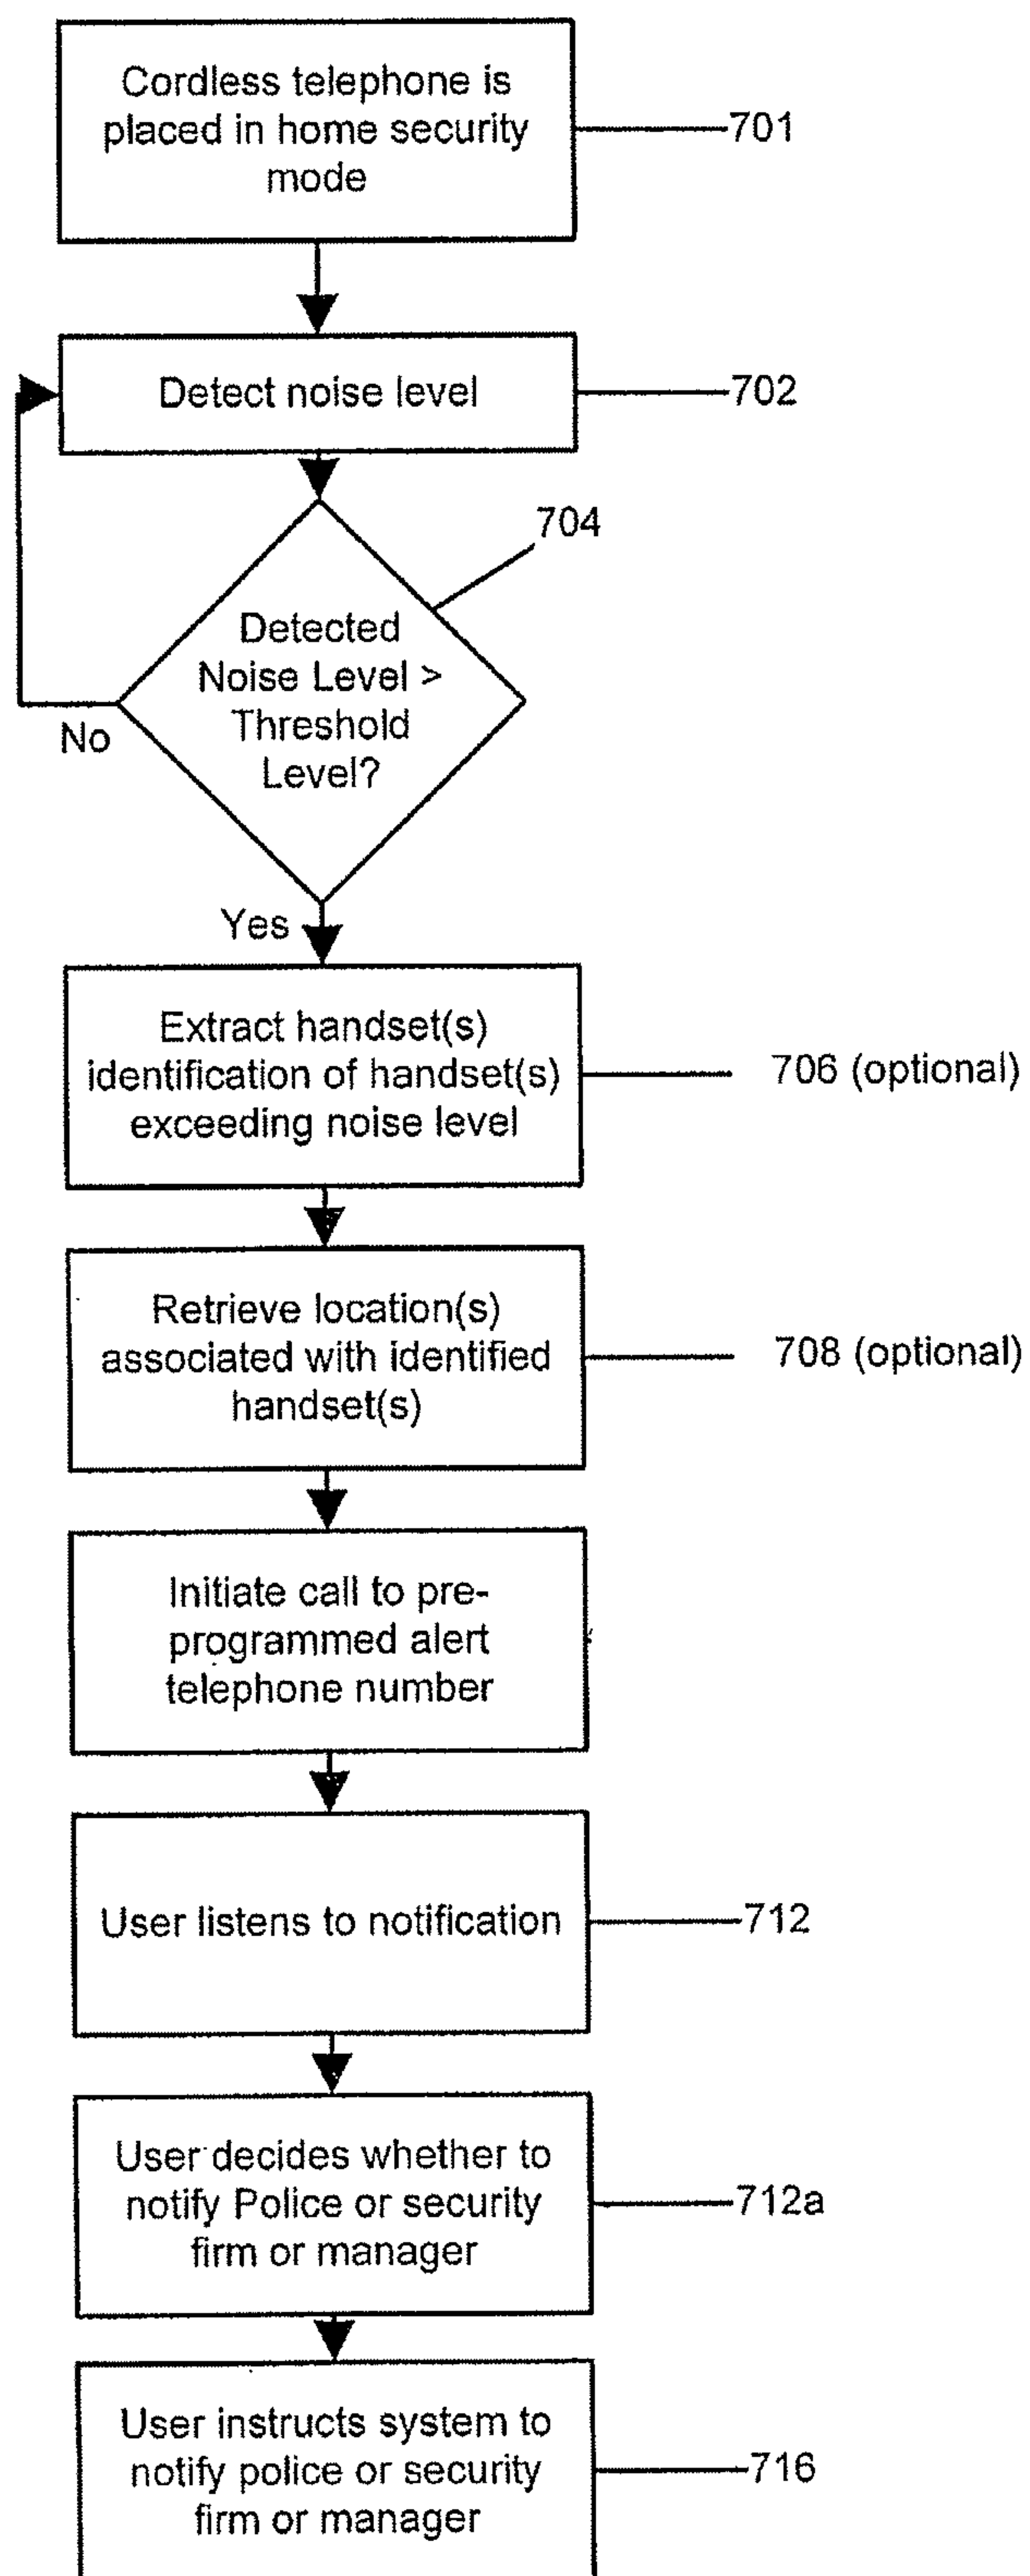 Cordless telephone is
placed in home security
mode
701
Detect noise level
702
704
Detected
Noise Level >
Threshold
Level?
No
Yes
Extract handset(s)
identification of handset(s)
exceeding noise level
706 (optional)
Retrieve location(s)
associated with identified
handset(s)
708 (optional)
Initiate call to pre-
programmed alert
telephone number
User listens to notification
712
User decides whether to
notify Police or security
firm or manager
712a
User instructs system to
notify police or security
firm or manager
716